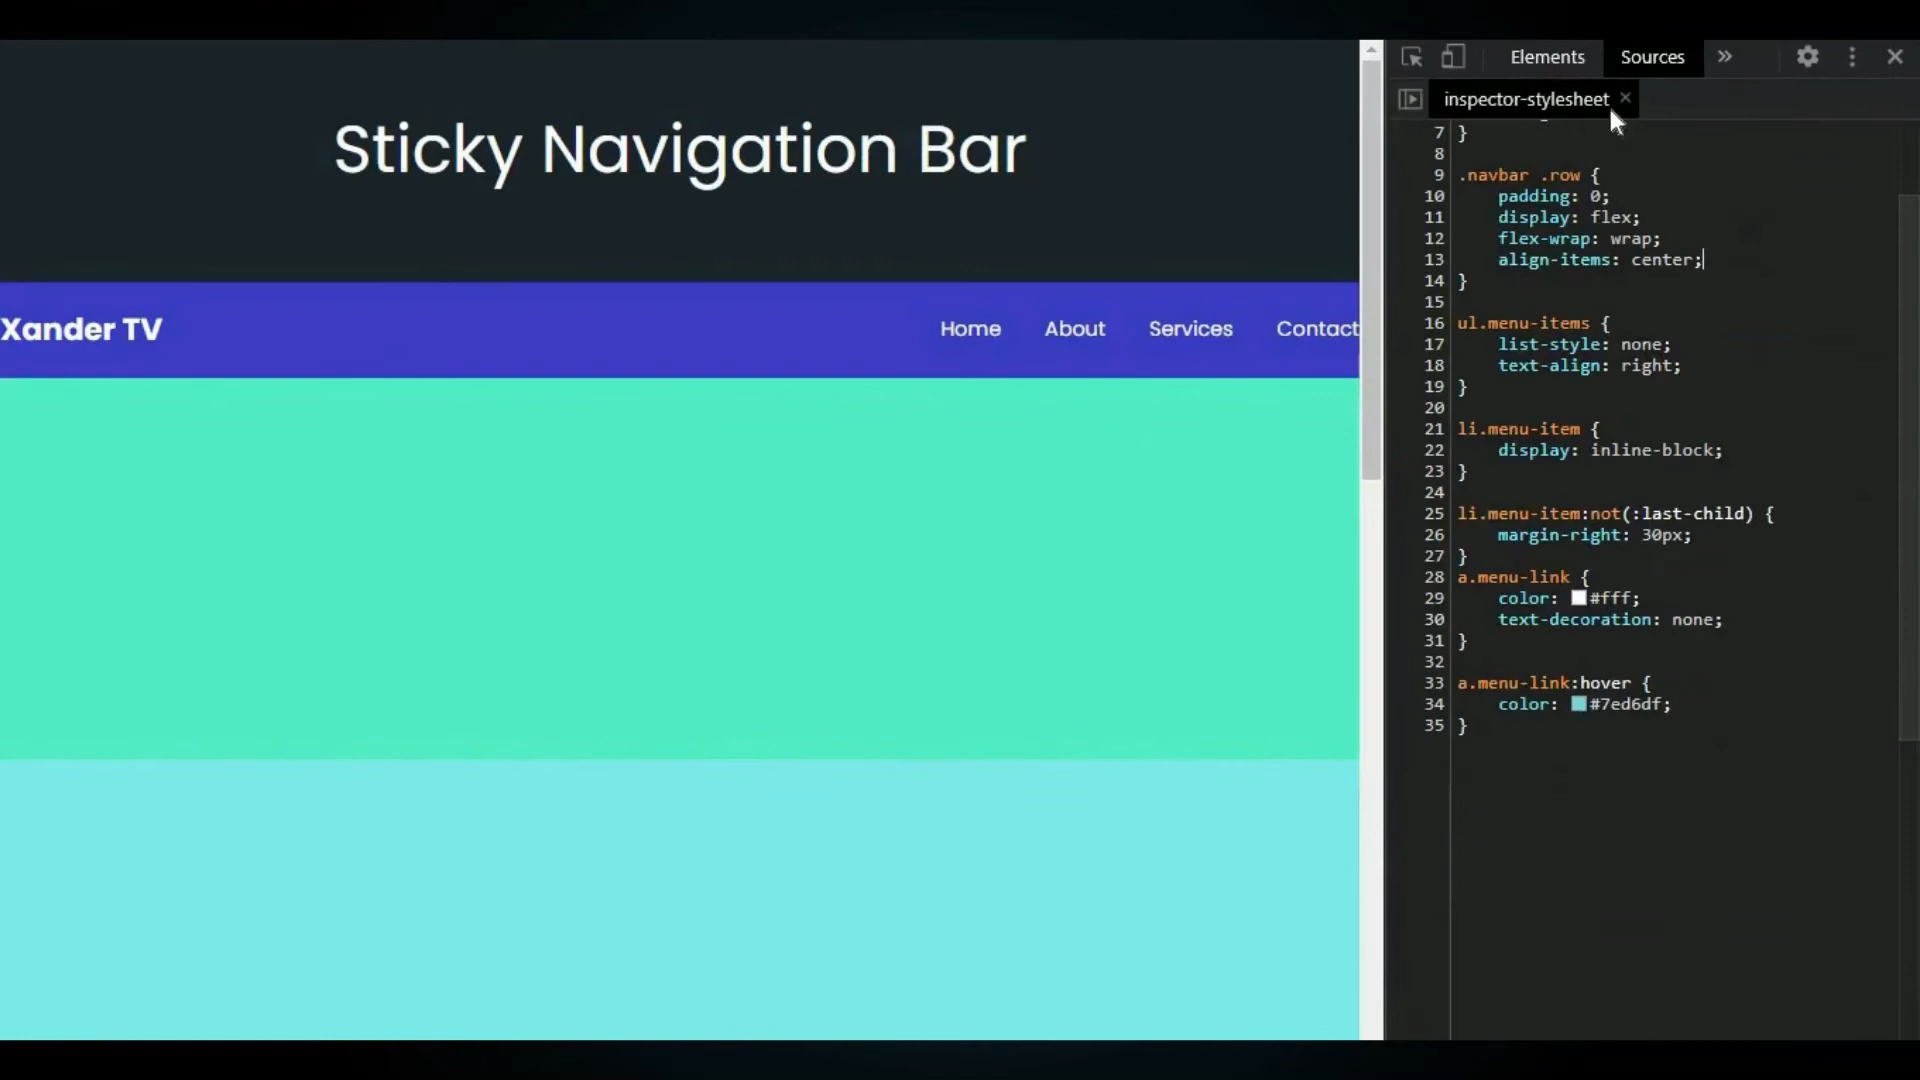 Sticky Navigation Bar
Xander TV
Home
About
Services
Contact
Elements
Sources
inspector-stylesheet
7 }
8
9 .navbar .row {
10 padding: 0;
11 display: flex;
12 flex-wrap: wrap;
13 align-items: center;
14 }
15
16 ul.menu-items {
17 list-style: none;
18 text-align: right;
19 }
20
21 li.menu-item {
22 display: inline-block;
23 }
24
25 li.menu-item:not(:last-child) {
26 margin-right: 30px;
27 }
28 a.menu-link {
29 color: #fff;
30 text-decoration: none;
31 }
32
33 a.menu-link:hover {
34 color: #7ed6df;
35 }